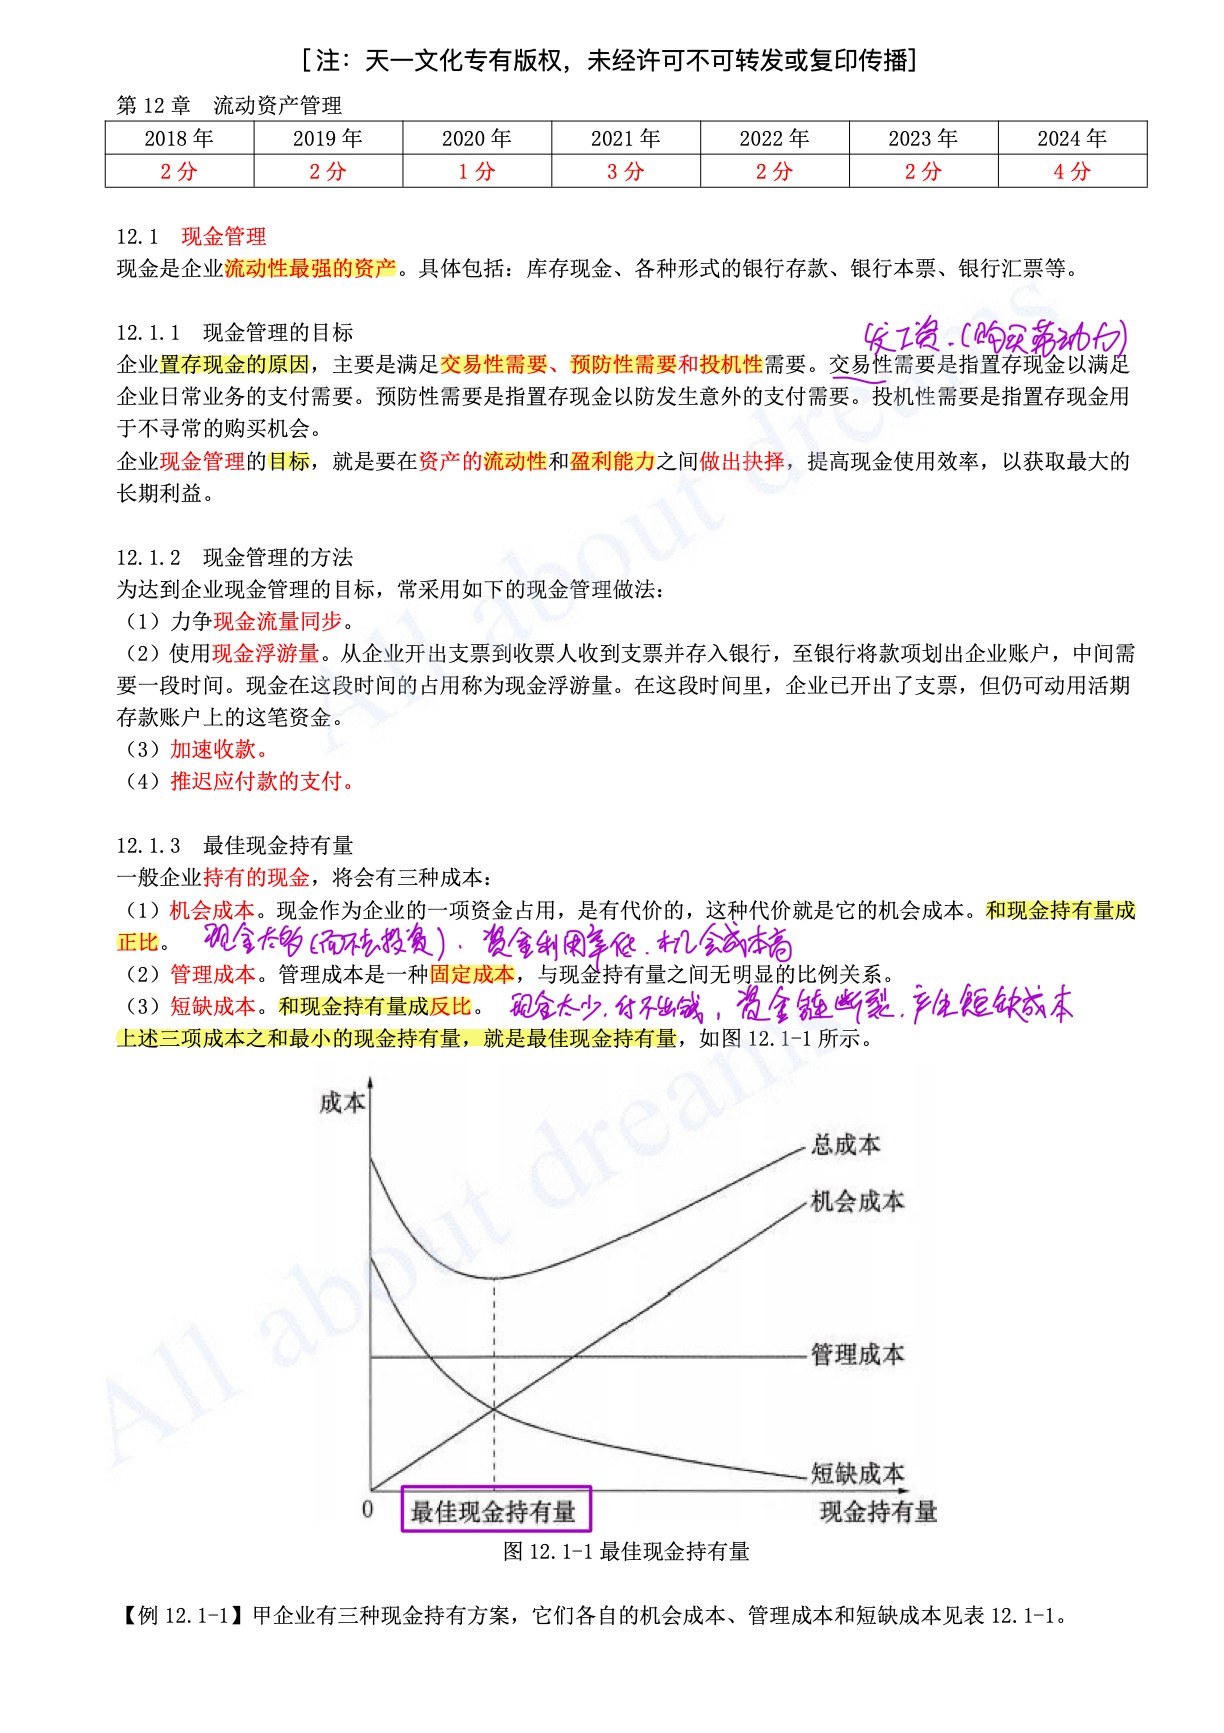 [注：天一文化专有版权，未经许可不可转发或复印传播]
第 12 章　流动资产管理
2018 年 2019 年 2020 年 2021 年 2022 年 2023 年 2024 年
2 分 2 分 1 分 3 分 2 分 2 分 4 分
12.1　现金管理
现金是企业流动性最强的资产。具体包括：库存现金、各种形式的银行存款、银行本票、银行汇票等。
12.1.1　现金管理的目标
发工资.(购买劳动力)
企业置存现金的原因，主要是满足交易性需要、预防性需要和投机性需要。交易性需要是指置存现金以满足
企业日常业务的支付需要。预防性需要是指置存现金以防发生意外的支付需要。投机性需要是指置存现金用
于不寻常的购买机会。
企业现金管理的目标，就是要在资产的流动性和盈利能力之间做出抉择，提高现金使用效率，以获取最大的
长期利益。
12.1.2　现金管理的方法
为达到企业现金管理的目标，常采用如下的现金管理做法：
（1）力争现金流量同步。
（2）使用现金浮游量。从企业开出支票到收票人收到支票并存入银行，至银行将款项划出企业账户，中间需
要一段时间。现金在这段时间的占用称为现金浮游量。在这段时间里，企业已开出了支票，但仍可动用活期
存款账户上的这笔资金。
（3）加速收款。
（4）推迟应付款的支付。
12.1.3　最佳现金持有量
一般企业持有的现金，将会有三种成本：
（1）机会成本。现金作为企业的一项资金占用，是有代价的，这种代价就是它的机会成本。和现金持有量成
正比。 现金太多(而不去投资). 资金利用率低.机会成本高
（2）管理成本。管理成本是一种固定成本，与现金持有量之间无明显的比例关系。
（3）短缺成本。和现金持有量成反比。 现金太少.付不出钱，资金链断裂.产生短缺成本
上述三项成本之和最小的现金持有量，就是最佳现金持有量，如图 12.1-1 所示。
成本
总成本
机会成本
管理成本
短缺成本
0 最佳现金持有量 现金持有量
图 12.1-1 最佳现金持有量
【例 12.1-1】甲企业有三种现金持有方案，它们各自的机会成本、管理成本和短缺成本见表 12.1-1。
All about dreams
All about dreams